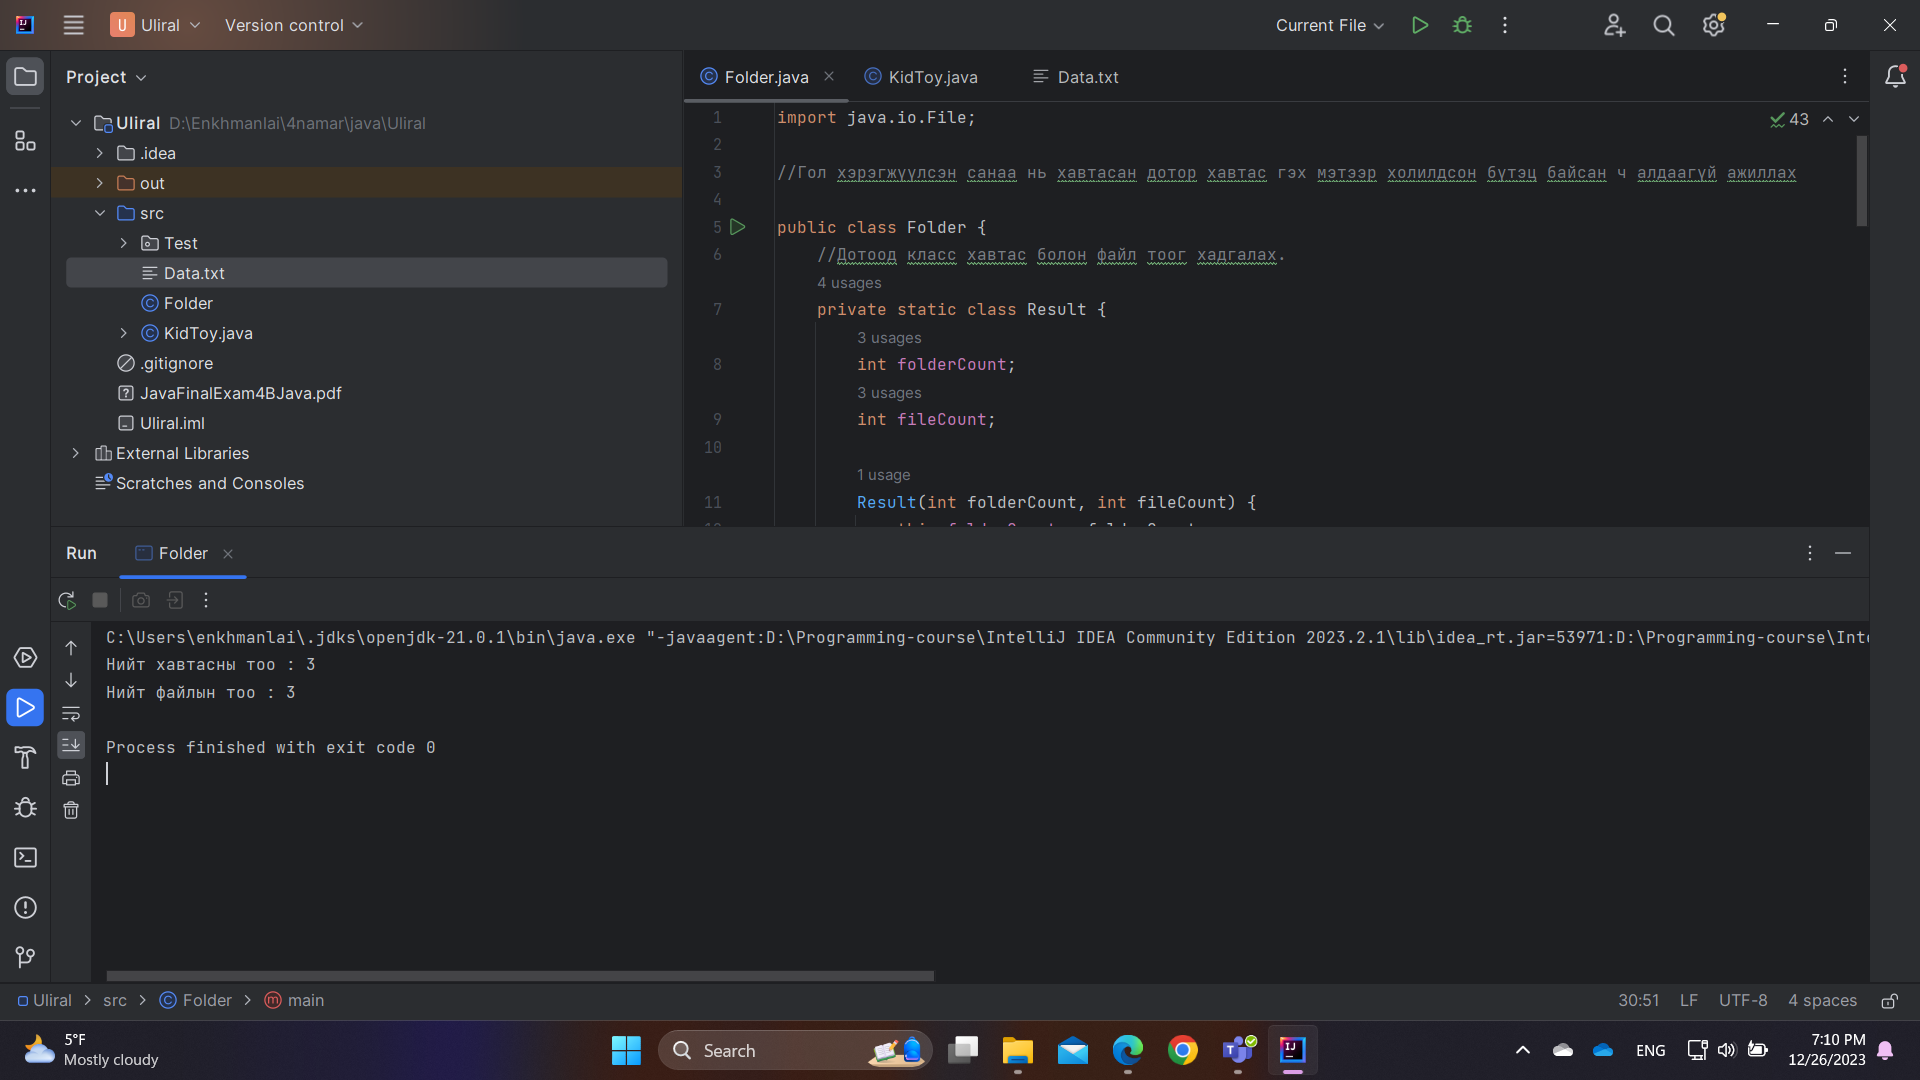 U Uliral Version control Current File
Project
Uliral D:\Enkhmanlai\4namar\java\Uliral
.idea
out
src
Test
Data.txt
Folder
KidToy.java
.gitignore
JavaFinalExam4BJava.pdf
Uliral.iml
External Libraries
Scratches and Consoles
Folder.java KidToy.java Data.txt
43
1 import java.io.File;
2
3 //Гол хэрэгжүүлсэн санаа нь хавтасан дотор хавтас гэх мэтээр холилдсон бүтэц байсан ч алдаагүй ажиллах
4
5 public class Folder {
6 //Дотоод класс хавтас болон файл тоог хадгалах.
4 usages
7 private static class Result {
3 usages
8 int folderCount;
3 usages
9 int fileCount;
10
1 usage
11 Result(int folderCount, int fileCount) {
Run Folder
C:\Users\enkhmanlai\.jdks\openjdk-21.0.1\bin\java.exe "-javaagent:D:\Programming-course\IntelliJ IDEA Community Edition 2023.2.1\lib\idea_rt.jar=53971:D:\Programming-course\Inte
Нийт хавтасны тоо : 3
Нийт файлын тоо : 3
Process finished with exit code 0
Uliral > src > Folder > main 30:51 LF UTF-8 4 spaces
5°F
Mostly cloudy
Search
ENG
7:10 PM
12/26/2023